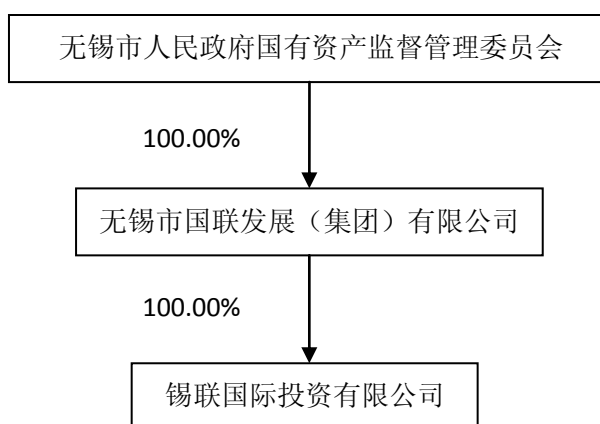 无锡市人民政府国有资产监督管理委员会
100.00%
无锡市国联发展（集团）有限公司
100.00%
锡联国际投资有限公司